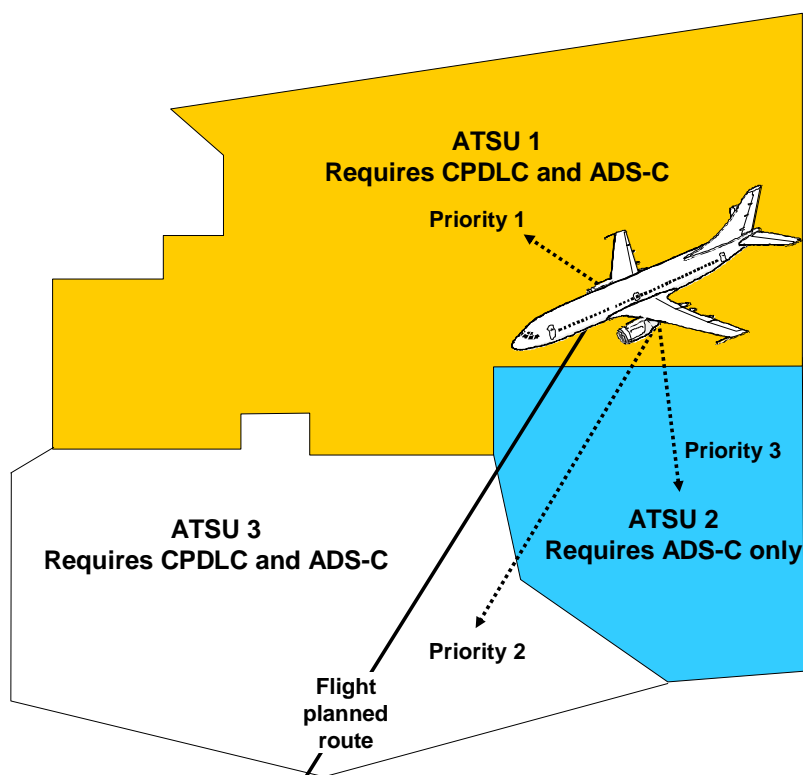 ATSU 1
Requires CPDLC and ADS-C
Priority 1
Priority 3
ATSU 2
Requires ADS-C only
ATSU 3
Requires CPDLC and ADS-C
Priority 2
Flight
planned
route